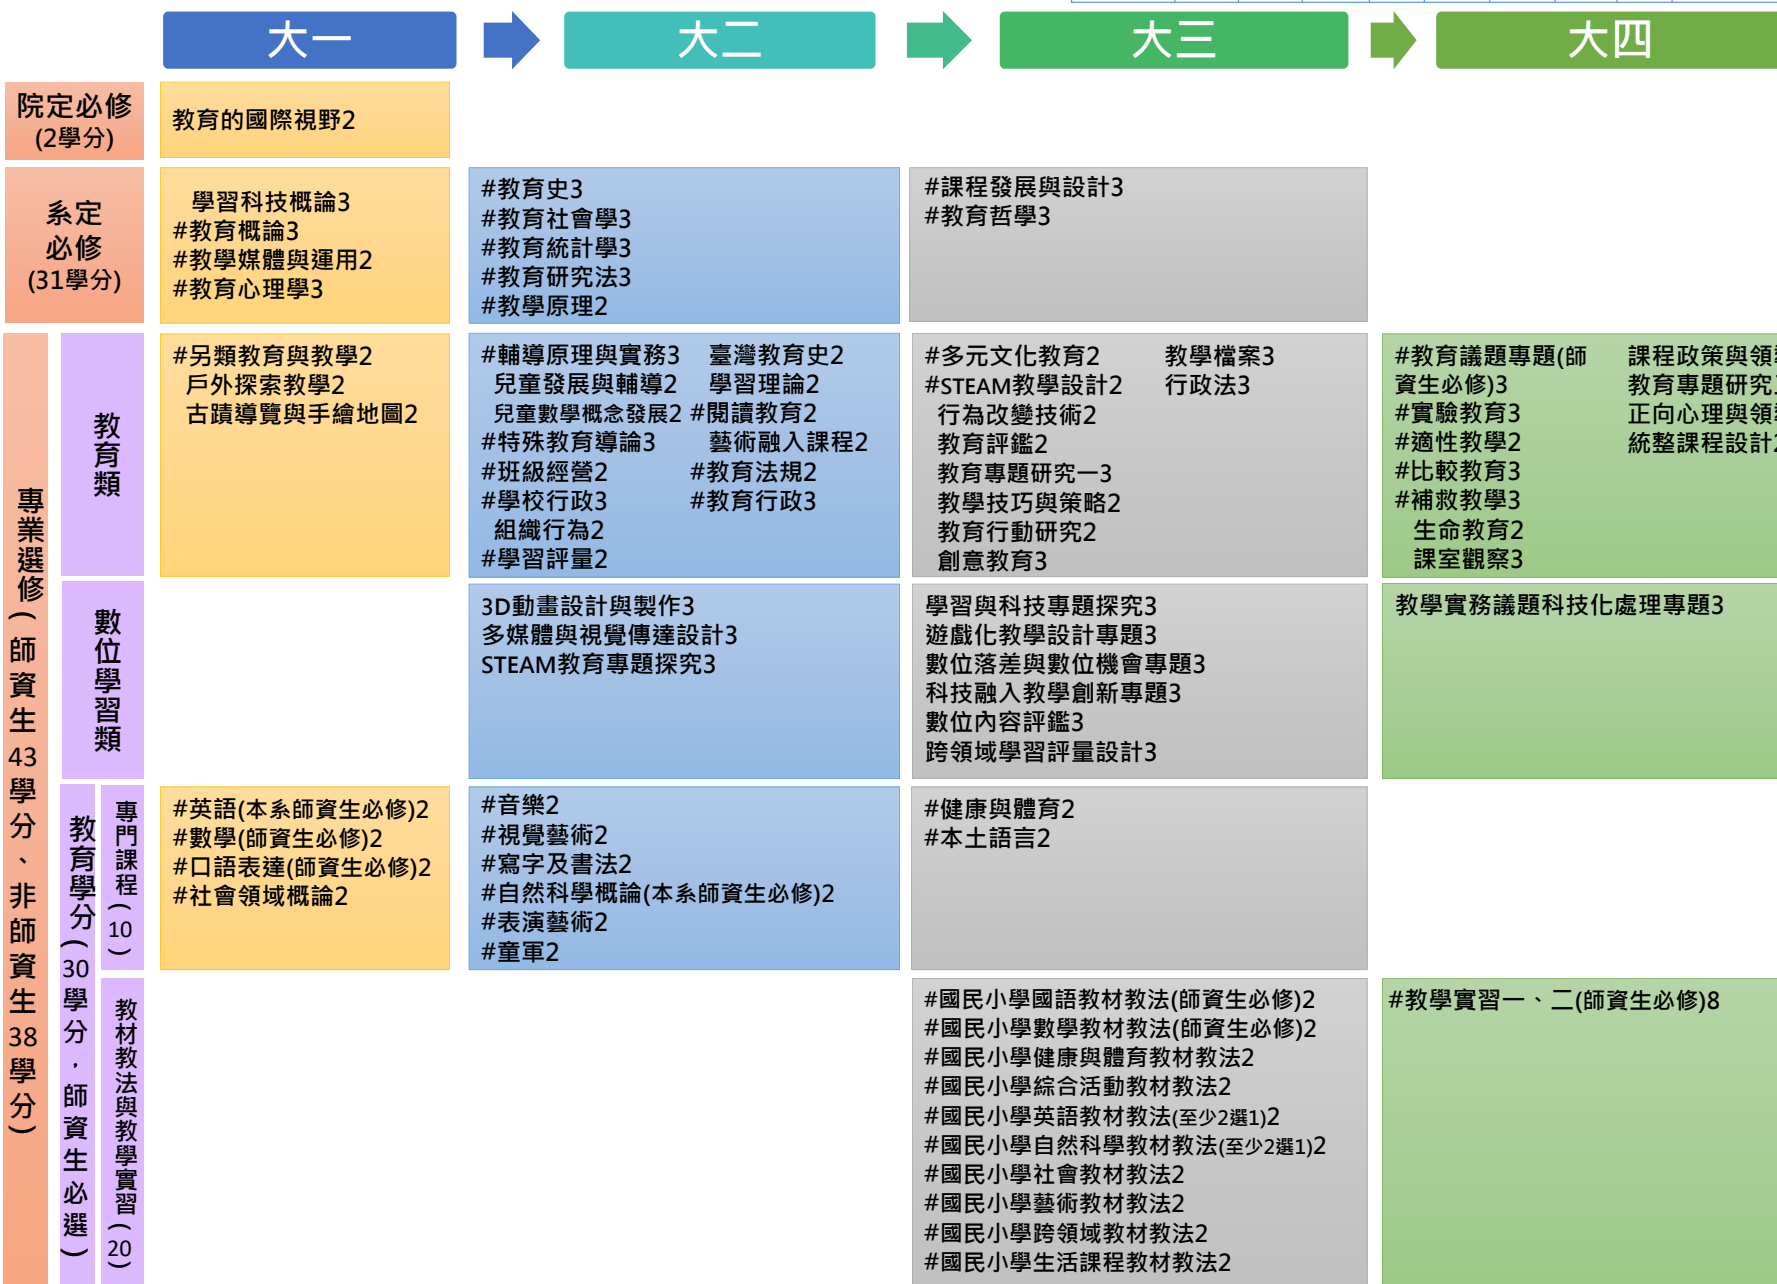 大一
大二
大三
大四
院定必修
(2學分)
教育的國際視野2
系定
必修
(31學分)
學習科技概論3
#教育概論3
#教學媒體與運用2
#教育心理學3
#教育史3
#教育社會學3
#教育統計學3
#教育研究法3
#教學原理2
#課程發展與設計3
#教育哲學3
專業選修(師資生43學分、非師資生38學分)
教育類
#另類教育與教學2
戶外探索教學2
古蹟導覽與手繪地圖2
#輔導原理與實務3
兒童發展與輔導2
兒童數學概念發展2
#特殊教育導論3
#班級經營2
#學校行政3
組織行為2
#學習評量2
臺灣教育史2
學習理論2
#閱讀教育2
藝術融入課程2
#教育法規2
#教育行政3
#多元文化教育2
#STEAM教學設計2
行為改變技術2
教育評鑑2
教育專題研究一3
教學技巧與策略2
教育行動研究2
創意教育3
教學檔案3
行政法3
#教育議題專題(師
資生必修)3
#實驗教育3
#適性教學2
#比較教育3
#補救教學3
生命教育2
課室觀察3
課程政策與領
教育專題研究
正向心理與領
統整課程設計2
數位學習類
3D動畫設計與製作3
多媒體與視覺傳達設計3
STEAM教育專題探究3
學習與科技專題探究3
遊戲化教學設計專題3
數位落差與數位機會專題3
科技融入教學創新專題3
數位內容評鑑3
跨領域學習評量設計3
教學實務議題科技化處理專題3
教育學分(30學分，師資生必選)
專門課程(10)
#英語(本系師資生必修)2
#數學(師資生必修)2
#口語表達(師資生必修)2
#社會領域概論2
#音樂2
#視覺藝術2
#寫字及書法2
#自然科學概論(本系師資生必修)2
#表演藝術2
#童軍2
#健康與體育2
#本土語言2
教材教法與教學實習(20)
#國民小學國語教材教法(師資生必修)2
#國民小學數學教材教法(師資生必修)2
#國民小學健康與體育教材教法2
#國民小學綜合活動教材教法2
#國民小學英語教材教法(至少2選1)2
#國民小學自然科學教材教法(至少2選1)2
#國民小學社會教材教法2
#國民小學藝術教材教法2
#國民小學跨領域教材教法2
#國民小學生活課程教材教法2
#教學實習一、二(師資生必修)8